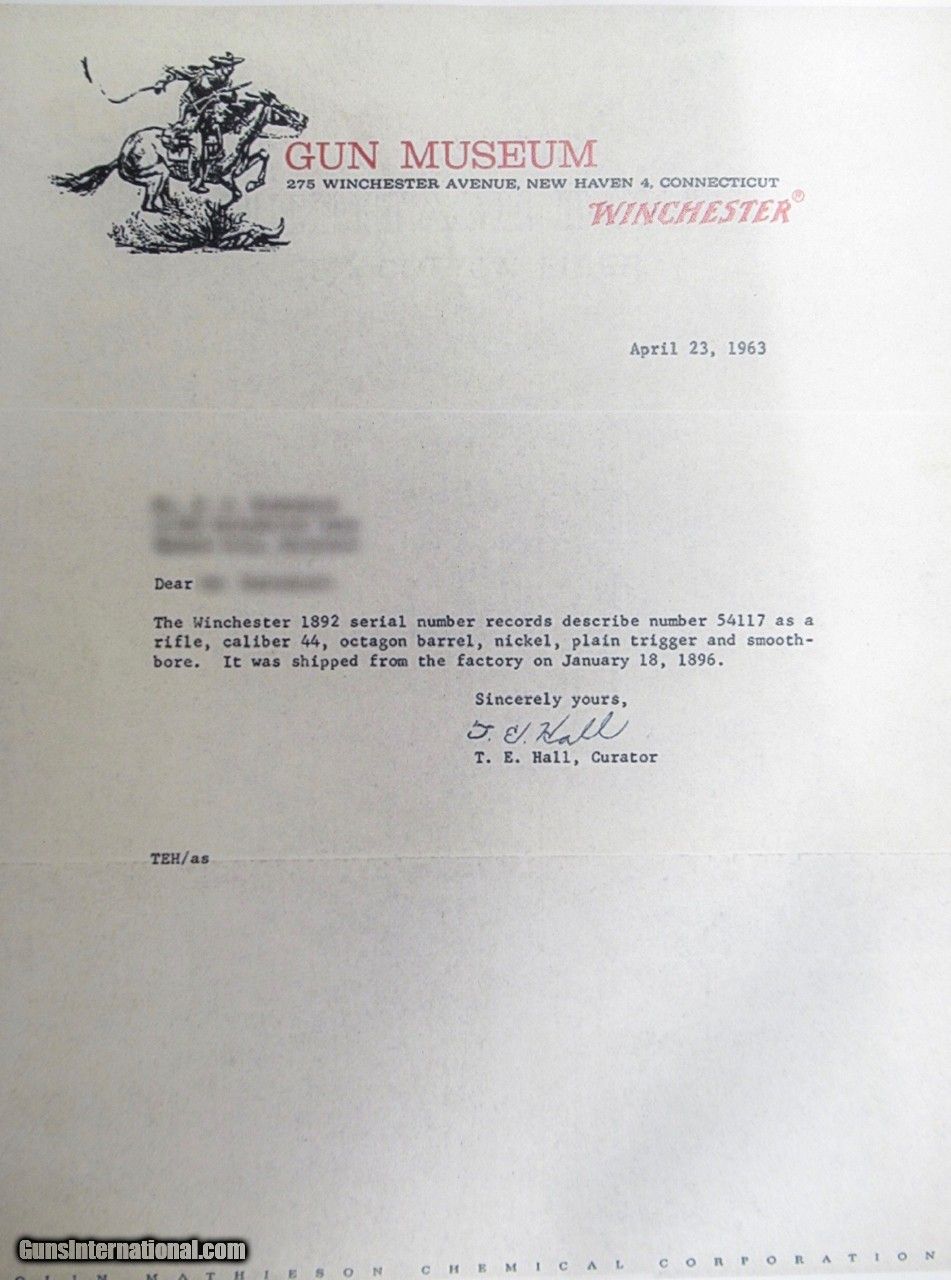 GUN MUSEUM
275 WINCHESTER AVENUE, NEW HAVEN 4, CONNECTICUT
WINCHESTER®
April 23, 1963
Dear
The Winchester 1892 serial number records describe number 54117 as a
rifle, caliber 44, octagon barrel, nickel, plain trigger and smooth-
bore. It was shipped from the factory on January 18, 1896.
Sincerely yours,
T. E. Hall
T. E. Hall, Curator
TEH/as
GunsInternational.com
OLIN MATHIESON CHEMICAL CORPORATION